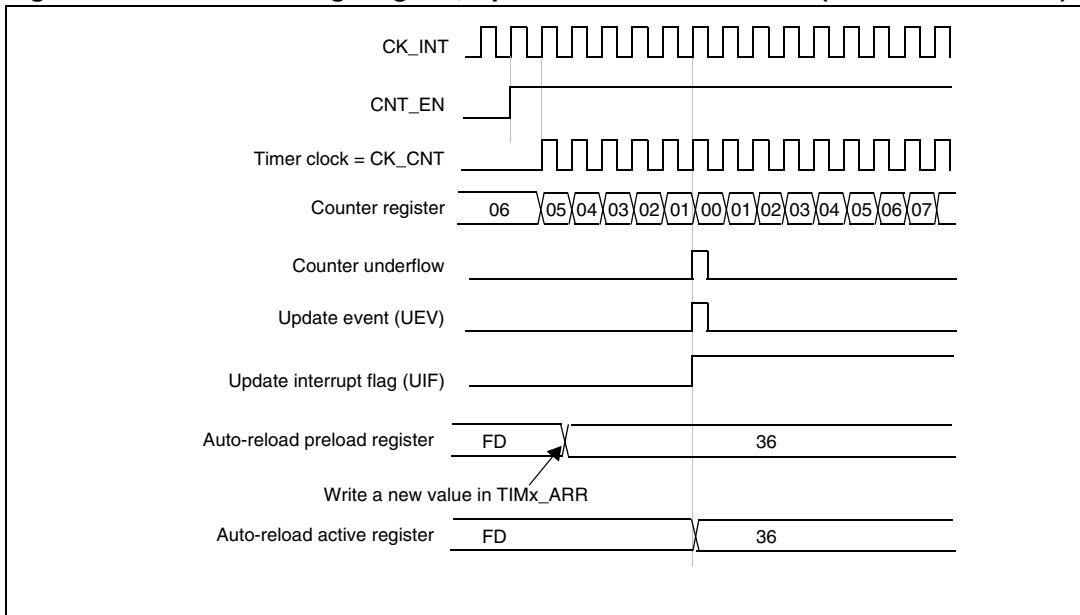 CK_INT
CNT_EN
Timer clock = CK_CNT
Counter register 06 05 04 03 02 01 00 01 02 03 04 05 06 07
Counter underflow
Update event (UEV)
Update interrupt flag (UIF)
Auto-reload preload register FD 36
Write a new value in TIMx_ARR
Auto-reload active register FD 36